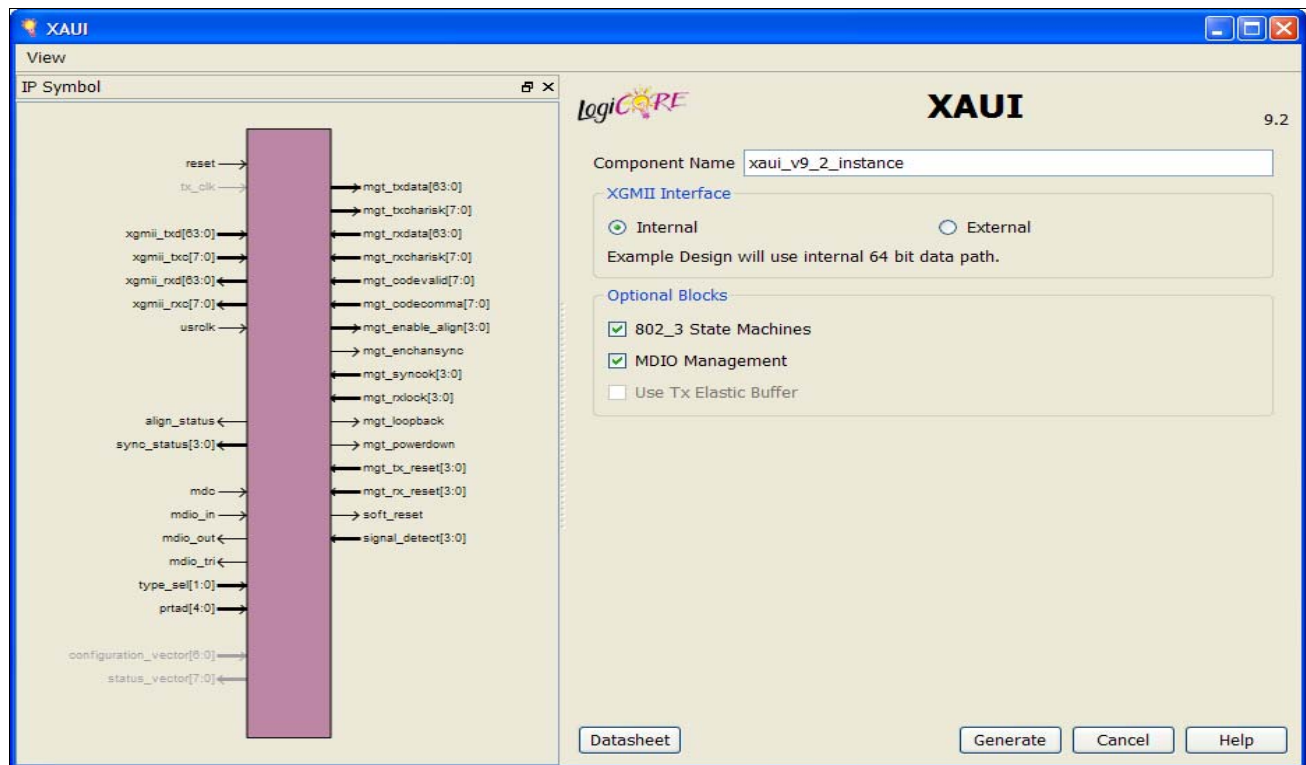 XAUI
View
IP Symbol
reset
tx_clk
xgmii_txd[63:0]
xgmii_txc[7:0]
xgmii_rxd[63:0]
xgmii_rxc[7:0]
usrclk
align_status
sync_status[3:0]
mdc
mdio_in
mdio_out
mdio_tri
type_sel[1:0]
prtad[4:0]
configuration_vector[6:0]
status_vector[7:0]
mgt_txdata[63:0]
mgt_txcharisk[7:0]
mgt_rxdata[63:0]
mgt_rxcharisk[7:0]
mgt_codevalid[7:0]
mgt_codecomma[7:0]
mgt_enable_align[3:0]
mgt_enchansync
mgt_syncok[3:0]
mgt_rxlock[3:0]
mgt_loopback
mgt_powerdown
mgt_tx_reset[3:0]
mgt_rx_reset[3:0]
soft_reset
signal_detect[3:0]
LogiCORE
XAUI
9.2
Component Name xaui_v9_2_instance
XGMII Interface
Internal External
Example Design will use internal 64 bit data path.
Optional Blocks
802_3 State Machines
MDIO Management
Use Tx Elastic Buffer
Datasheet Generate Cancel Help